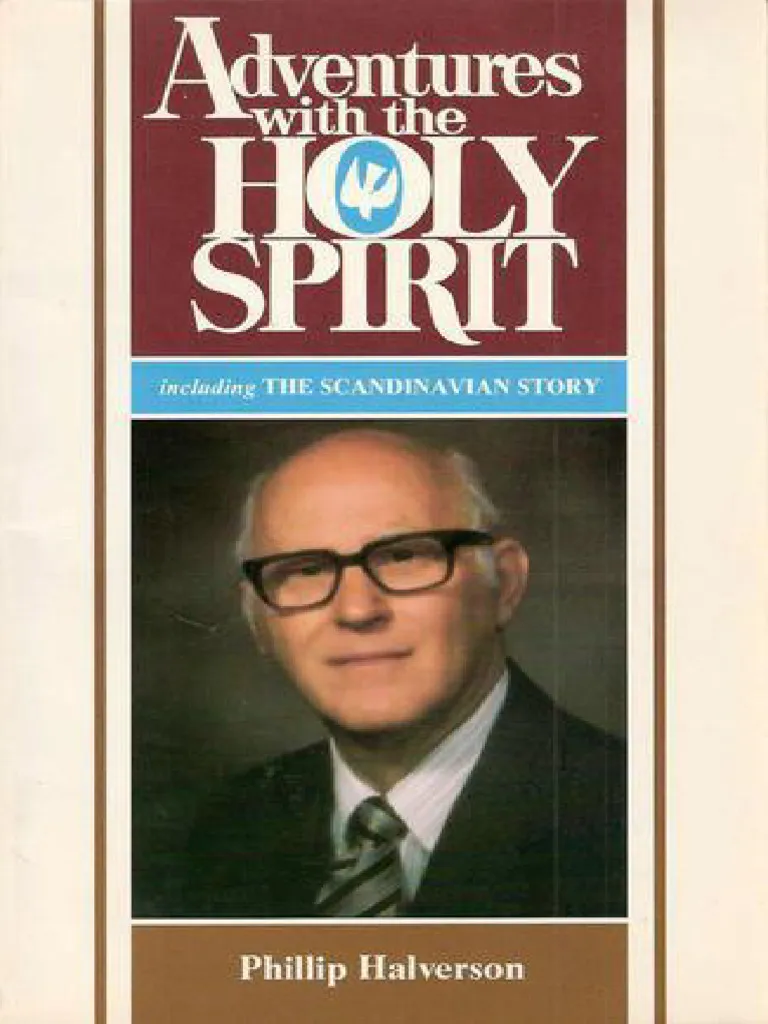 Adventures
with the
HOLY
SPIRIT
including THE SCANDINAVIAN STORY
Phillip Halverson